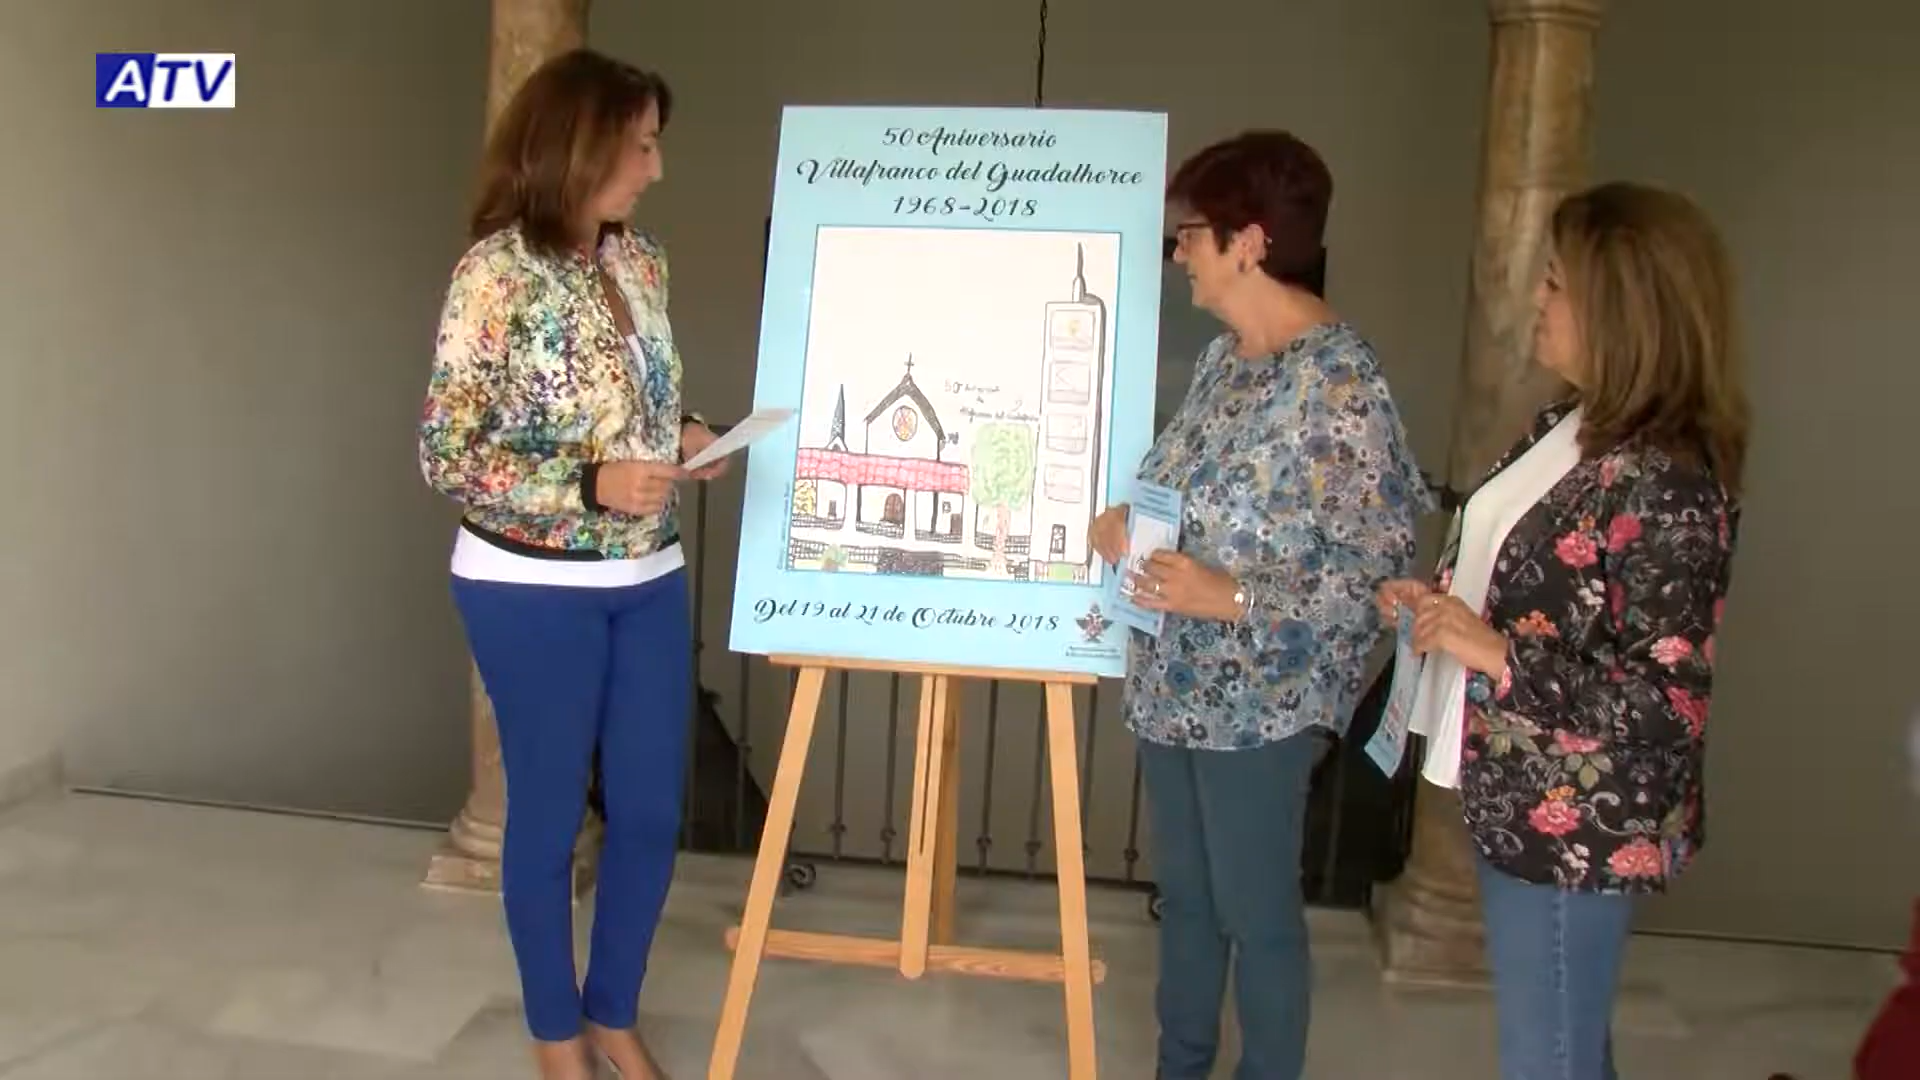 ATV
50 Aniversario
Villafranco del Guadalhorce
1968-2018
Del 19 al 21 de Octubre 2018